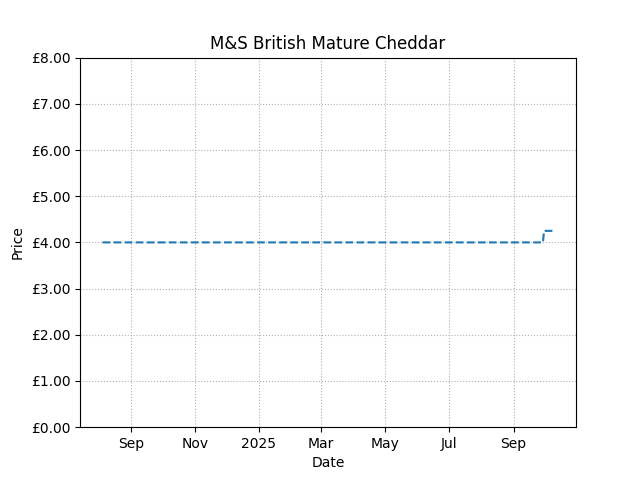 M&S British Mature Cheddar
£8.00
£7.00
£6.00
£5.00
£4.00
£3.00
£2.00
£1.00
£0.00
Price
Sep Nov 2025 Mar May Jul Sep
Date